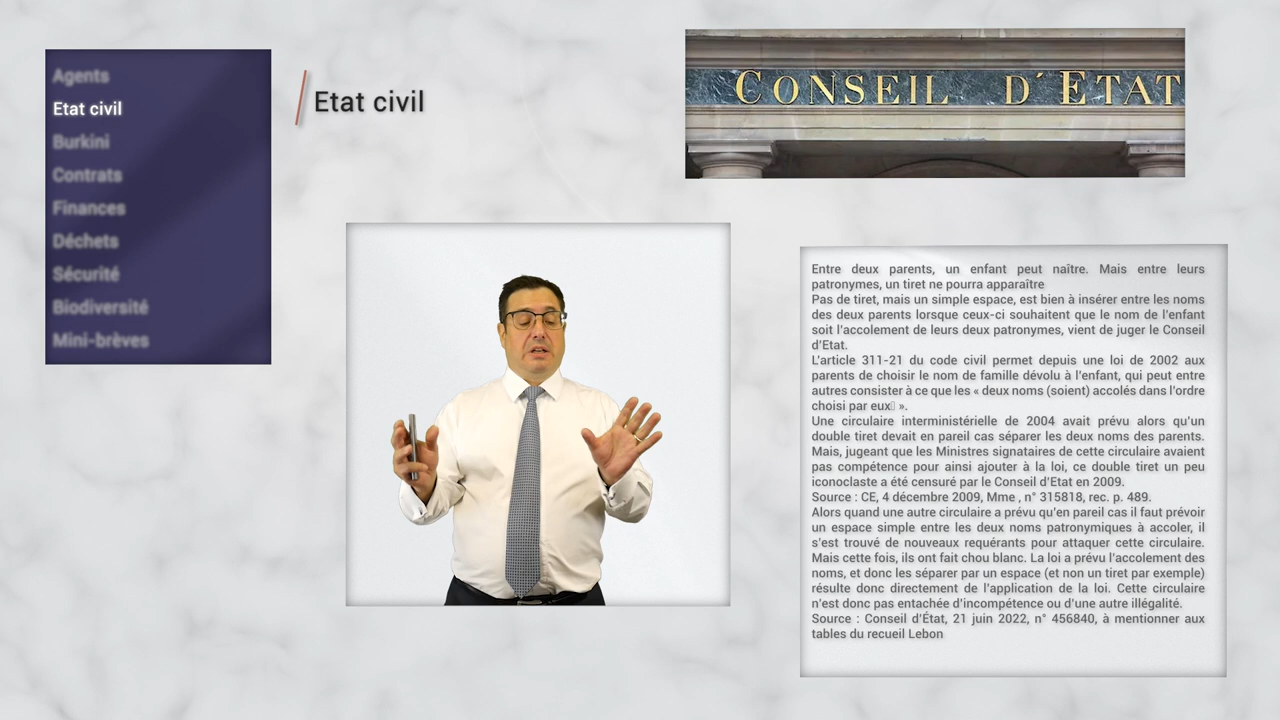 Agents
Etat civil
Burkini
Contrats
Finances
Déchets
Sécurité
Biodiversité
Mini-brèves
Etat civil
CONSEIL D'ETAT
Entre deux parents, un enfant peut naître. Mais entre leurs
patronymes, un tiret ne pourra apparaître
Pas de tiret, mais un simple espace, est bien à insérer entre les noms
des deux parents lorsque ceux-ci souhaitent que le nom de l'enfant
soit l'accolement de leurs deux patronymes, vient de juger le Conseil
d'Etat.
L'article 311-21 du code civil permet depuis une loi de 2002 aux
parents de choisir le nom de famille dévolu à l'enfant, qui peut entre
autres consister à ce que les « deux noms (soient) accolés dans l'ordre
choisi par eux ».
Une circulaire interministérielle de 2004 avait prévu alors qu'un
double tiret devait en pareil cas séparer les deux noms des parents.
Mais, jugeant que les Ministres signataires de cette circulaire avaient
pas compétence pour ainsi ajouter à la loi, ce double tiret un peu
iconoclaste a été censuré par le Conseil d'Etat en 2009.
Source : CE, 4 décembre 2009, Mme , n° 315818, rec. p. 489.
Alors quand une autre circulaire a prévu qu'en pareil cas il faut prévoir
un espace simple entre les deux noms patronymiques à accoler, il
s'est trouvé de nouveaux requérants pour attaquer cette circulaire.
Mais cette fois, ils ont fait chou blanc. La loi a prévu l'accolement des
noms, et donc les séparer par un espace (et non un tiret par exemple)
résulte donc directement de l'application de la loi. Cette circulaire
n'est donc pas entachée d'incompétence ou d'une autre illégalité.
Source : Conseil d'État, 21 juin 2022, n° 456840, à mentionner aux
tables du recueil Lebon